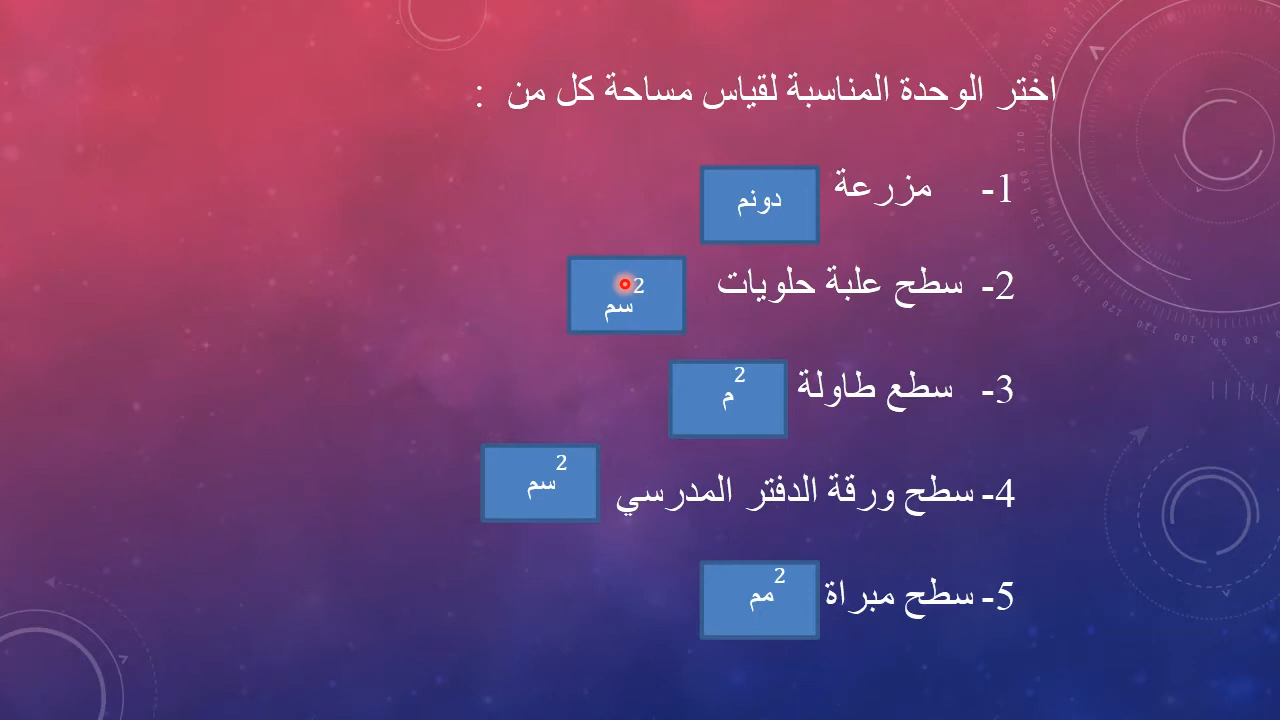 اختر الوحدة المناسبة لقياس مساحة كل من :
1- مزرعة دونم
2- سطح علبة حلويات سم2
3- سطع طاولة م2
4- سطح ورقة الدفتر المدرسي سم2
5- سطح مبراة مم2